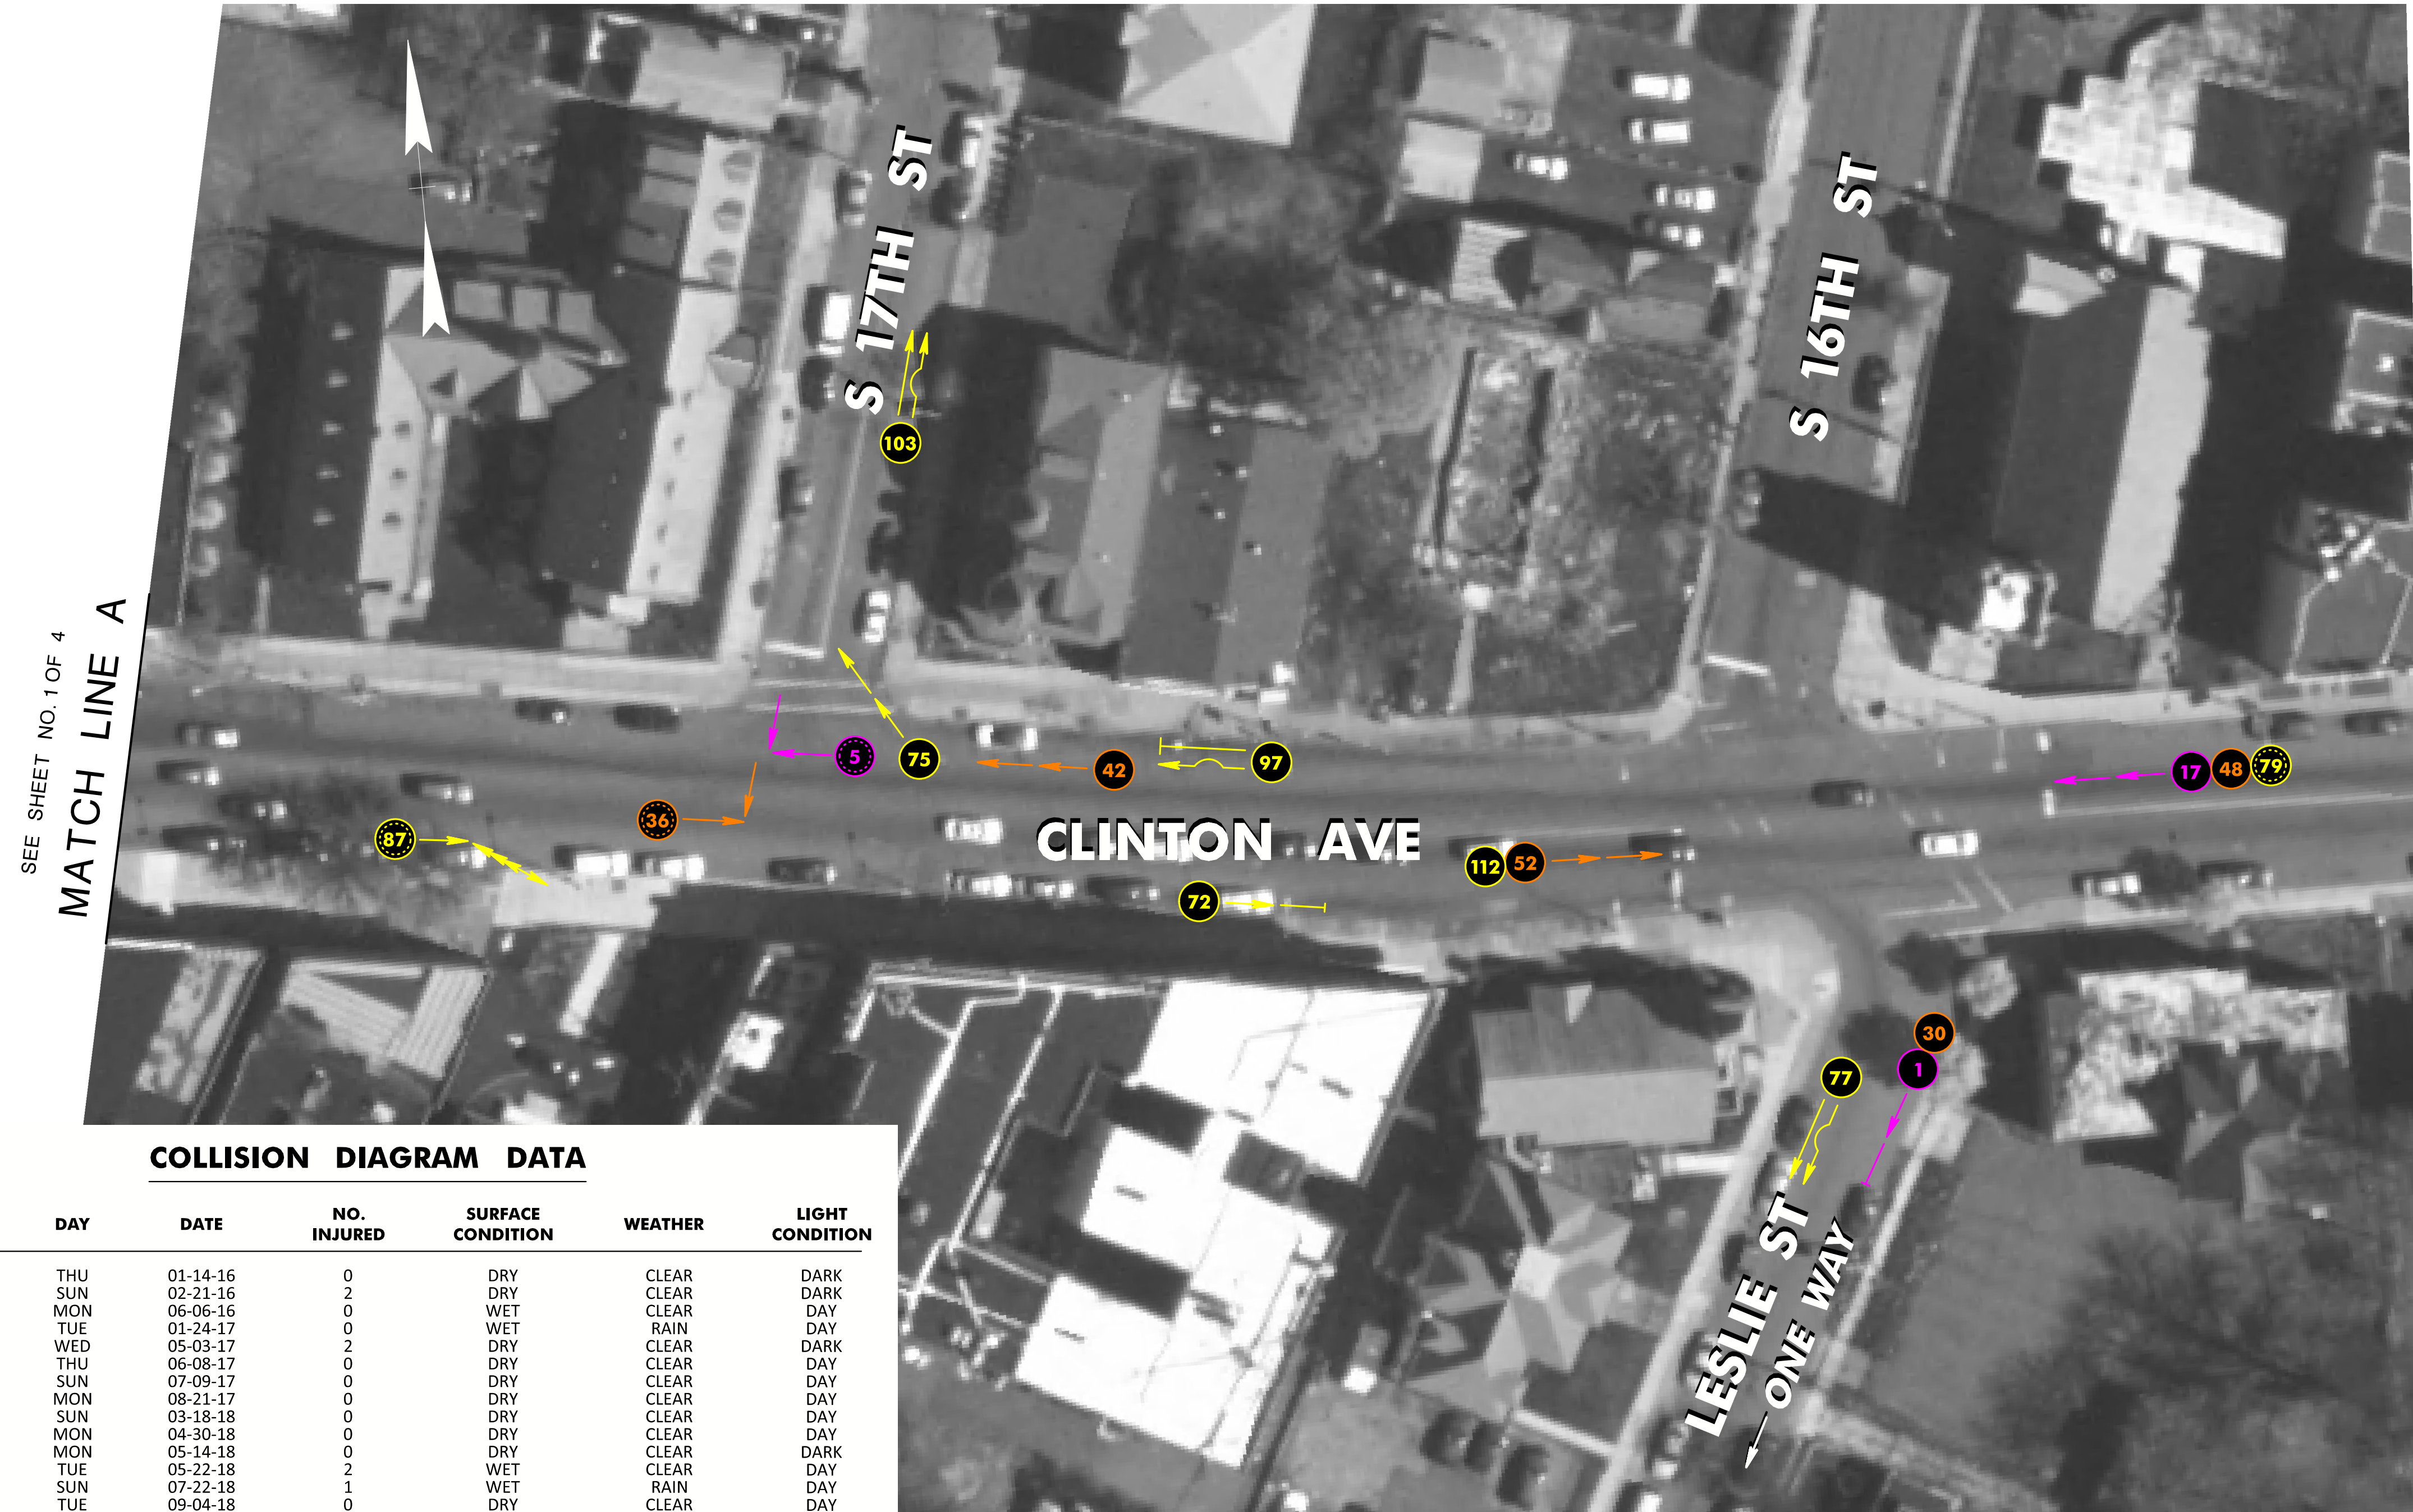 S 17TH ST
S 16TH ST
103
SEE SHEET NO. 1 OF 4
MATCH LINE A
5
75
42
97
17
48
79
36
87
CLINTON AVE
112
52
72
30
1
77
LESLIE ST
ONE WAY
COLLISION DIAGRAM DATA
DAY DATE NO. INJURED SURFACE CONDITION WEATHER LIGHT CONDITION
THU 01-14-16 0 DRY CLEAR DARK
SUN 02-21-16 2 DRY CLEAR DARK
MON 06-06-16 0 WET CLEAR DAY
TUE 01-24-17 0 WET RAIN DAY
WED 05-03-17 2 DRY CLEAR DARK
THU 06-08-17 0 DRY CLEAR DAY
SUN 07-09-17 0 DRY CLEAR DAY
MON 08-21-17 0 DRY CLEAR DAY
SUN 03-18-18 0 DRY CLEAR DAY
MON 04-30-18 0 DRY CLEAR DAY
MON 05-14-18 0 DRY CLEAR DARK
TUE 05-22-18 2 WET CLEAR DAY
SUN 07-22-18 1 WET RAIN DAY
TUE 09-04-18 0 DRY CLEAR DAY